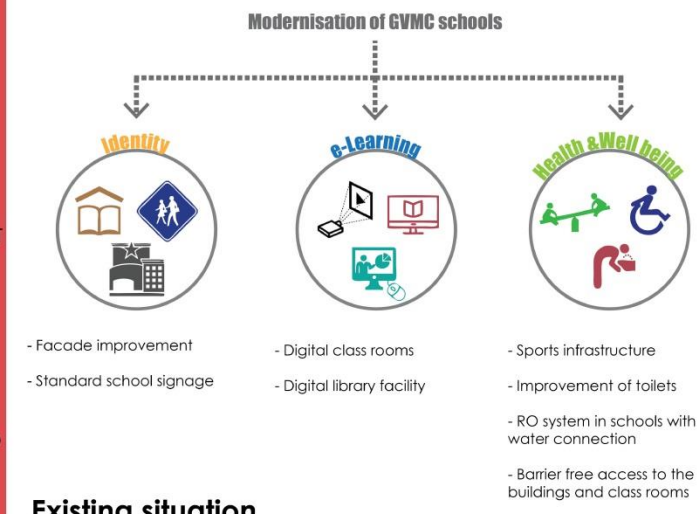 Modernisation of GVMC schools
Identity
e-Learning
Health &Well being
- Facade improvement
- Standard school signage
- Digital class rooms
- Digital library facility
- Sports infrastructure
- Improvement of toilets
- RO system in schools with
water connection
- Barrier free access to the
buildings and class rooms
Existing situation